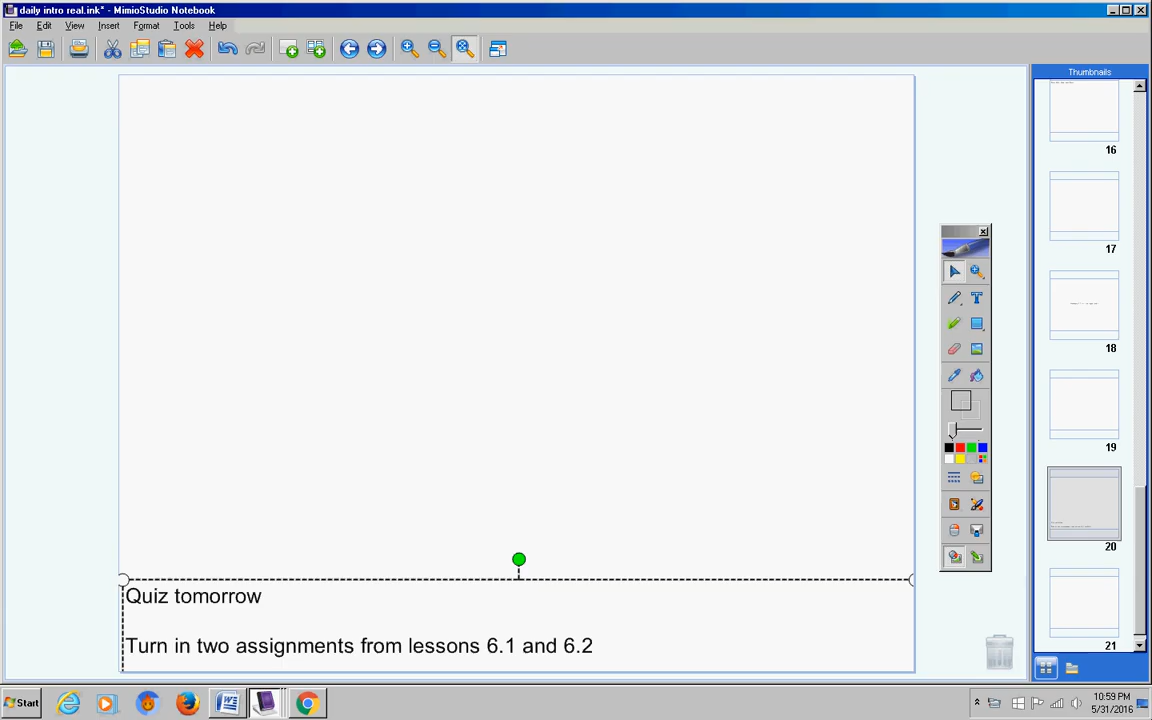 daily intro real.ink* - MimioStudio Notebook
File Edit View Insert Format Tools Help
Thumbnails
16
17
18
19
20
21
Quiz tomorrow
Turn in two assignments from lessons 6.1 and 6.2
Start
10:59 PM
5/31/2016